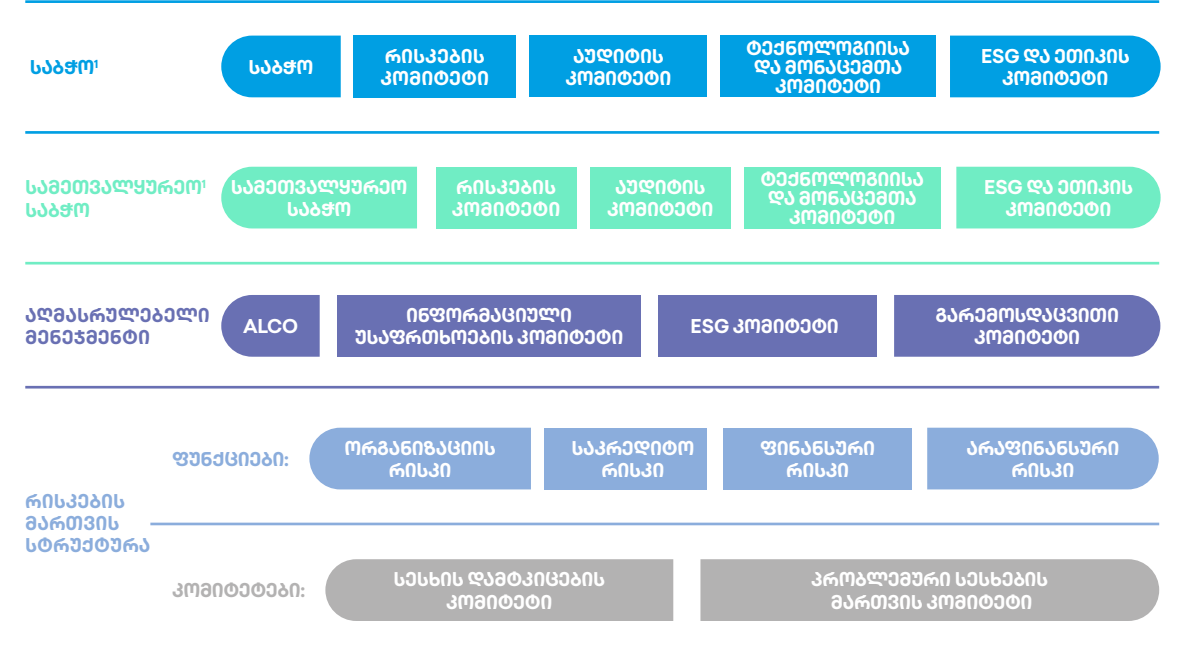 საბჭო¹
საბჭო
რისკების
კომიტეტი
აუდიტის
კომიტეტი
ტექნოლოგიისა
და მონაცემთა
კომიტეტი
ESG და ეთიკის
კომიტეტი
სამეთვალყურეო¹
საბჭო
სამეთვალყურეო
საბჭო
რისკების
კომიტეტი
აუდიტის
კომიტეტი
ტექნოლოგიისა
და მონაცემთა
კომიტეტი
ESG და ეთიკის
კომიტეტი
აღმასრულებელი
მენეჯმენტი
ALCO
ინფორმაციული
უსაფრთხოების კომიტეტი
ESG კომიტეტი
გარემოსდაცვითი
კომიტეტი
რისკების
მართვის
სტრუქტურა
ფუნქციები:
ორგანიზაციის
რისკი
საკრედიტო
რისკი
ფინანსური
რისკი
არაფინანსური
რისკი
კომიტეტები:
სესხის დამტკიცების
კომიტეტი
პრობლემური სესხების
მართვის კომიტეტი